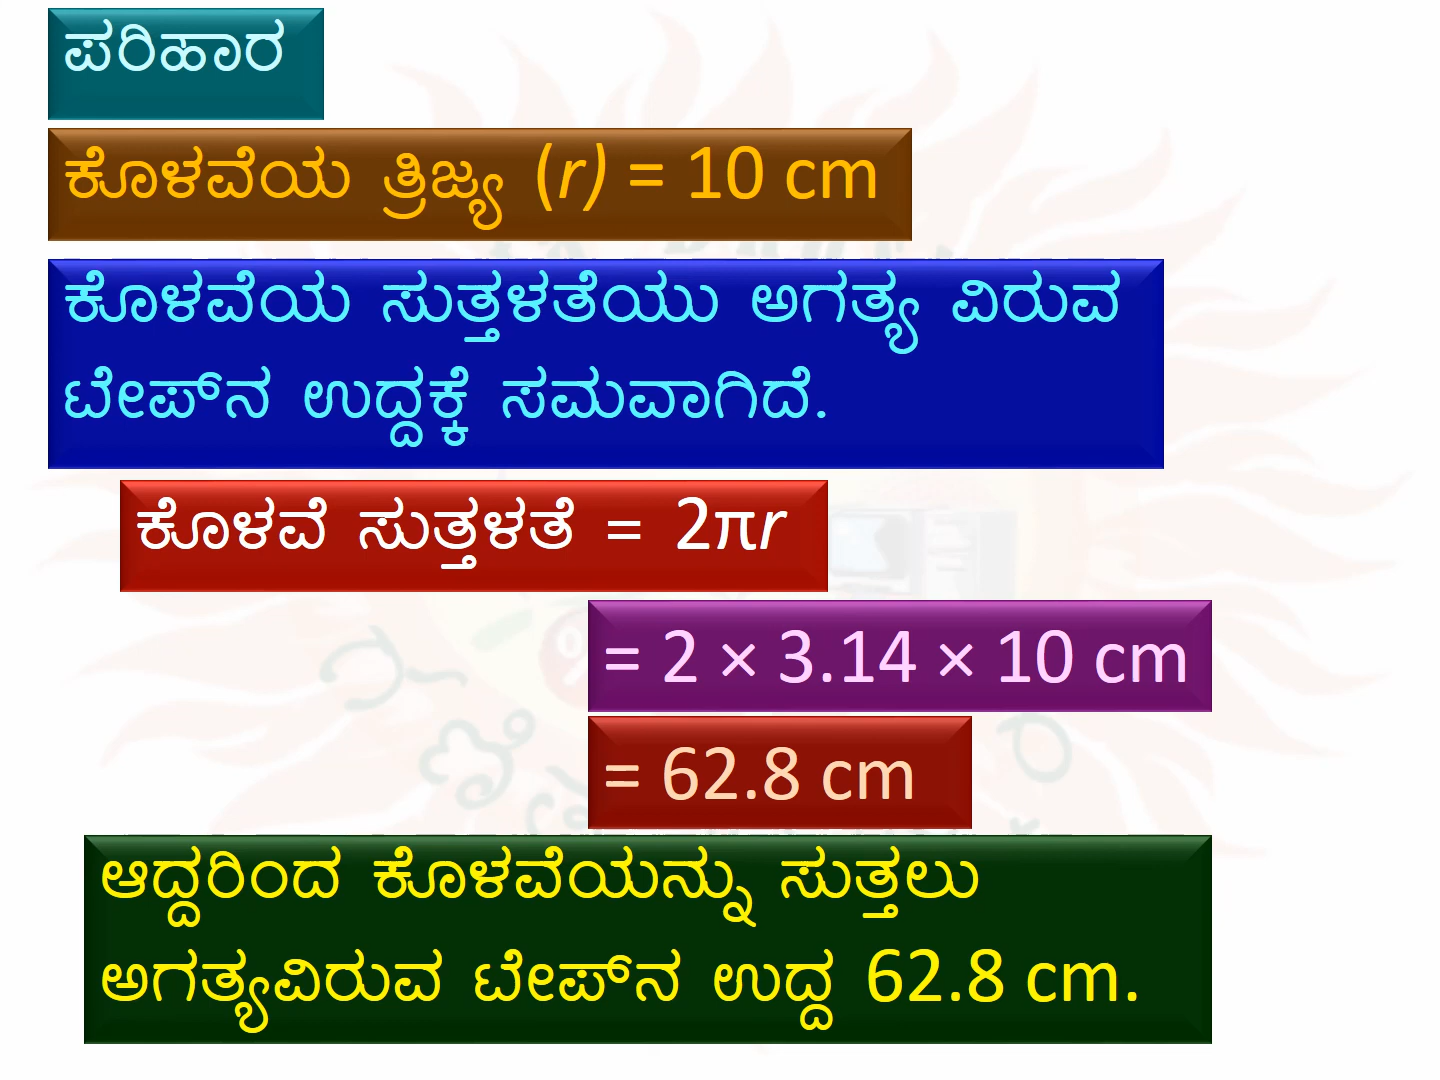 ಪರಿಹಾರ
ಕೊಳವೆಯ ತ್ರಿಜ್ಯ (r) = 10 cm
ಕೊಳವೆಯ ಸುತ್ತಳತೆಯು ಅಗತ್ಯ ವಿರುವ
ಟೇಪ್‌ನ ಉದ್ದಕ್ಕೆ ಸಮವಾಗಿದೆ.
ಕೊಳವೆ ಸುತ್ತಳತೆ = 2πr
= 2 × 3.14 × 10 cm
= 62.8 cm
ಆದ್ದರಿಂದ ಕೊಳವೆಯನ್ನು ಸುತ್ತಲು
ಅಗತ್ಯವಿರುವ ಟೇಪ್‌ನ ಉದ್ದ 62.8 cm.